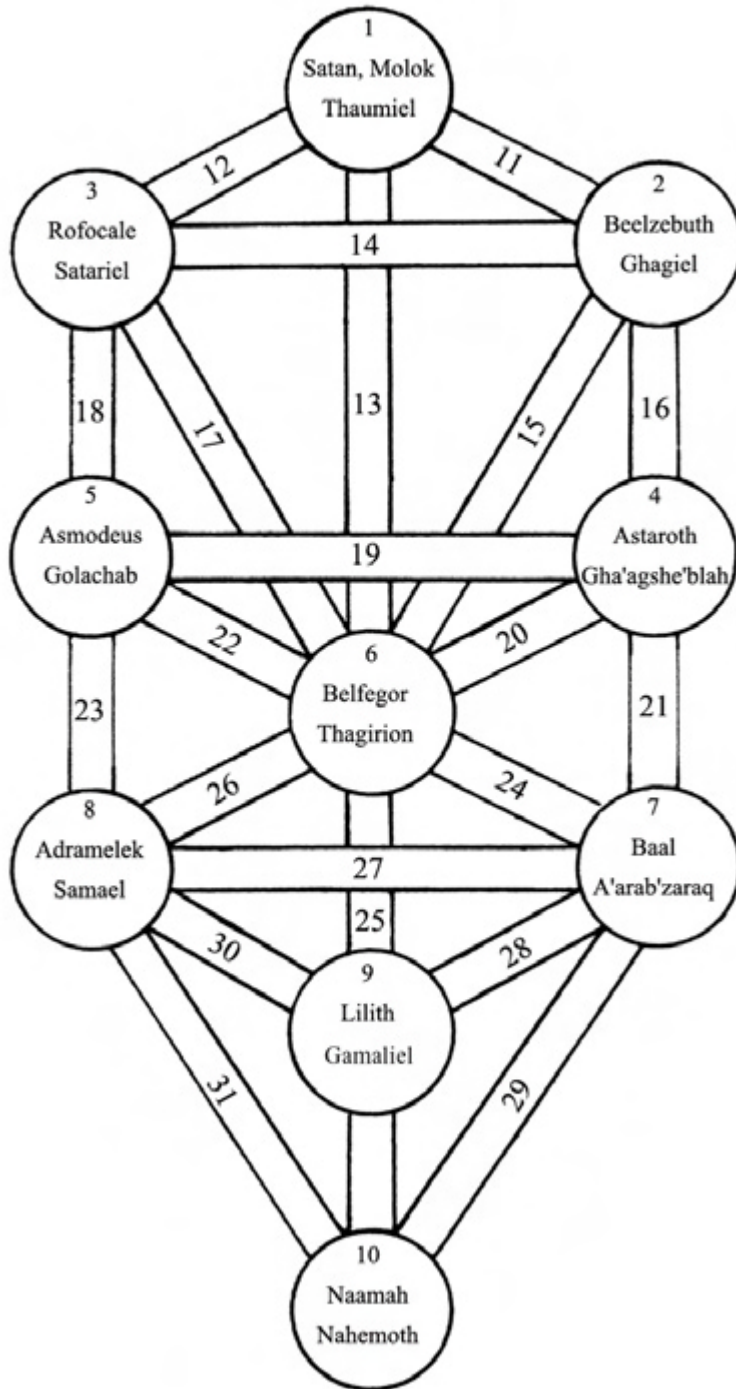 1
Satan, Molok
Thaumiel
12
11
3
Rofocale
Satariel
2
Beelzebuth
Ghagiel
14
13
17
15
18
16
5
Asmodeus
Golachab
4
Astaroth
Gha'agshe'blah
19
22
20
6
Belfegor
Thagirion
23
21
26
24
8
Adramelek
Samael
7
Baal
A'arab'zaraq
27
25
30
28
9
Lilith
Gamaliel
31
29
10
Naamah
Nahemoth